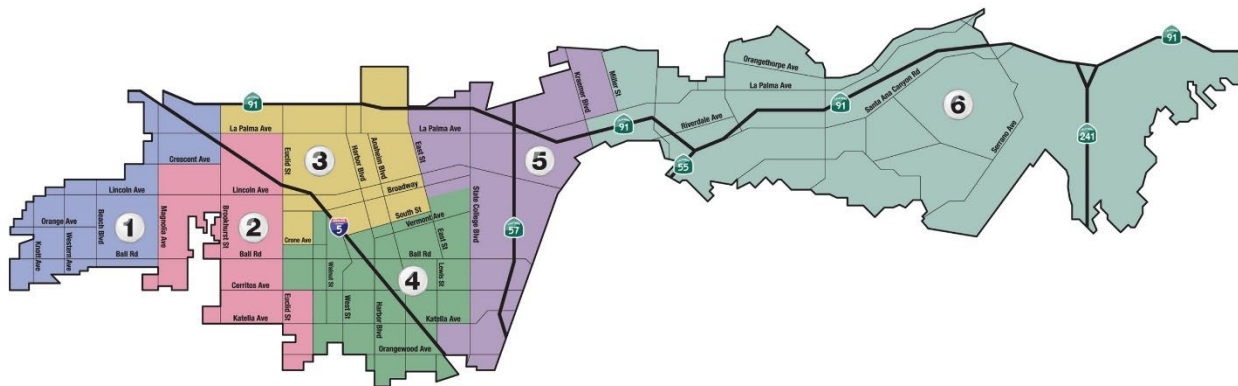 91
91
91
91
91
55
241
57
5
1
2
3
4
5
6
La Palma Ave
Crescent Ave
Lincoln Ave
Lincoln Ave
Orange Ave
Ball Rd
Knott Ave
Western Ave
Beach Blvd
Magnolia Ave
Brookhurst St
Ball Rd
Cerritos Ave
Katella Ave
Euclid St
Euclid St
Crone Ave
Harbor Blvd
Anaheim Blvd
East St
La Palma Ave
Broadway
South St
Vermont Ave
East St
Ball Rd
Lewis St
Walnut St
West St
Harbor Blvd
Katella Ave
Orangewood Ave
State College Blvd
Kraemer Blvd
Miller St
Orangethorpe Ave
La Palma Ave
Riverdale Ave
Santa Ana Canyon Rd
Serrano Ave